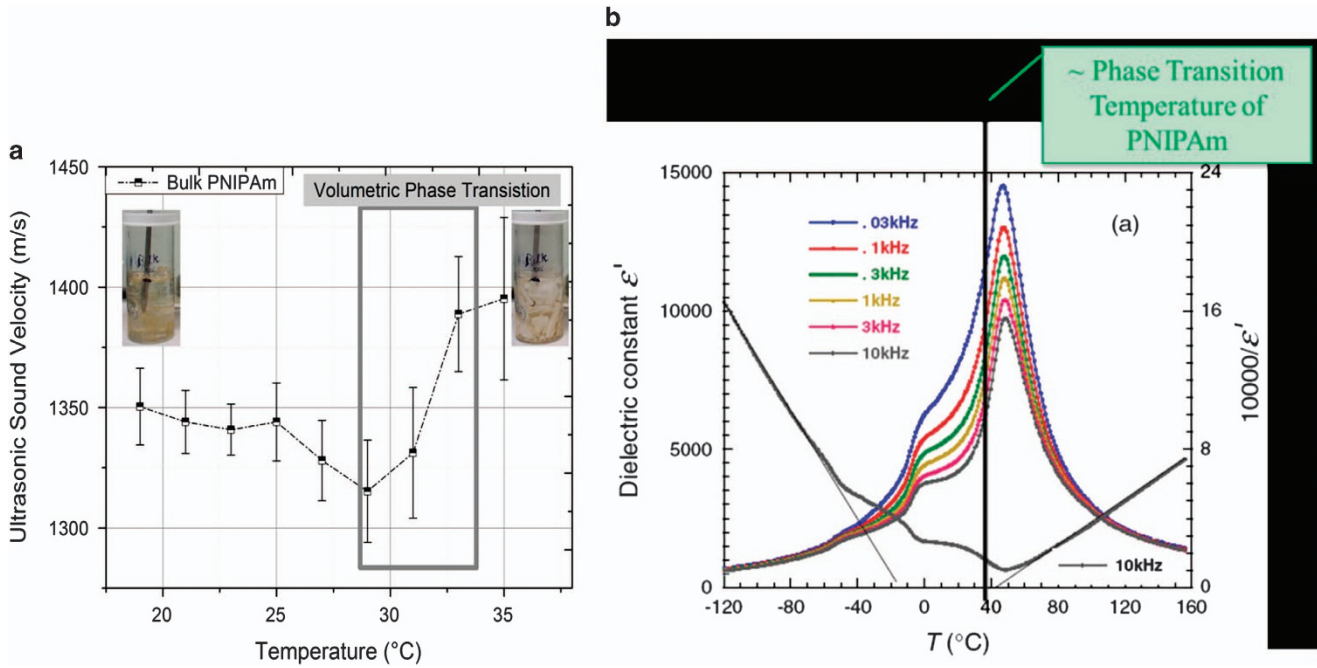 a
Bulk PNIPAm
Volumetric Phase Transistion
Ultrasonic Sound Velocity (m/s)
1450
1400
1350
1300
20
25
30
35
Temperature (°C)
b
~ Phase Transition
Temperature of
PNIPAm
(a)
.03kHz
.1kHz
.3kHz
1kHz
3kHz
10kHz
10kHz
Dielectric constant ε'
15000
10000
5000
0
24
16
8
0
10000/ε'
-120
-80
-40
0
40
80
120
160
T (°C)